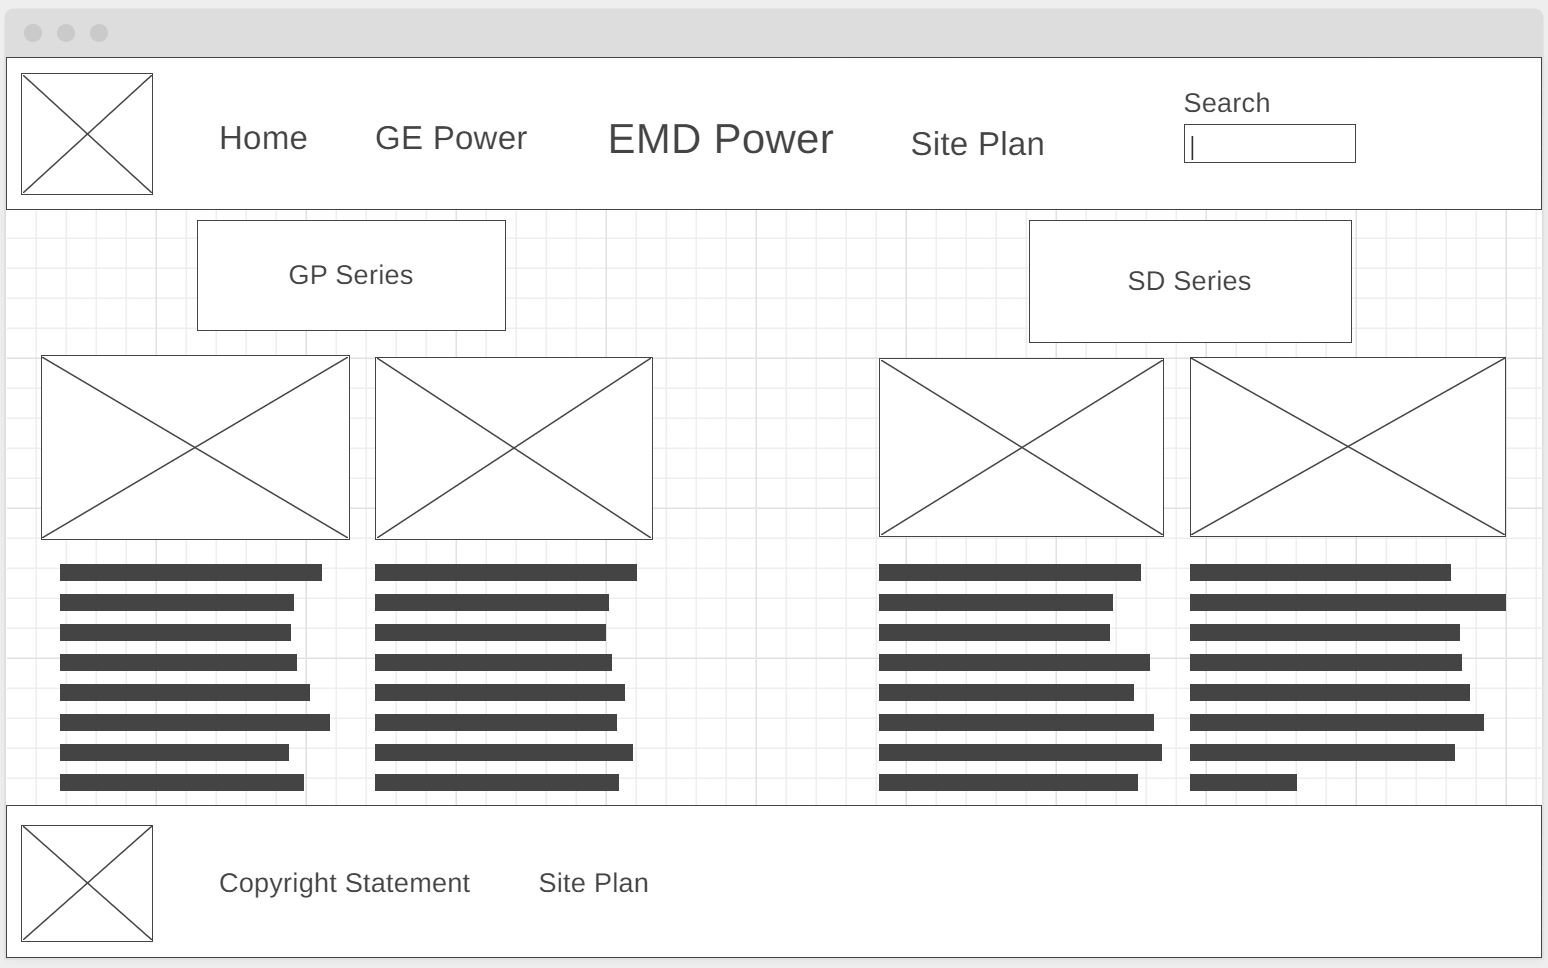 Home
GE Power
EMD Power
Site Plan
Search
GP Series
SD Series
Copyright Statement
Site Plan